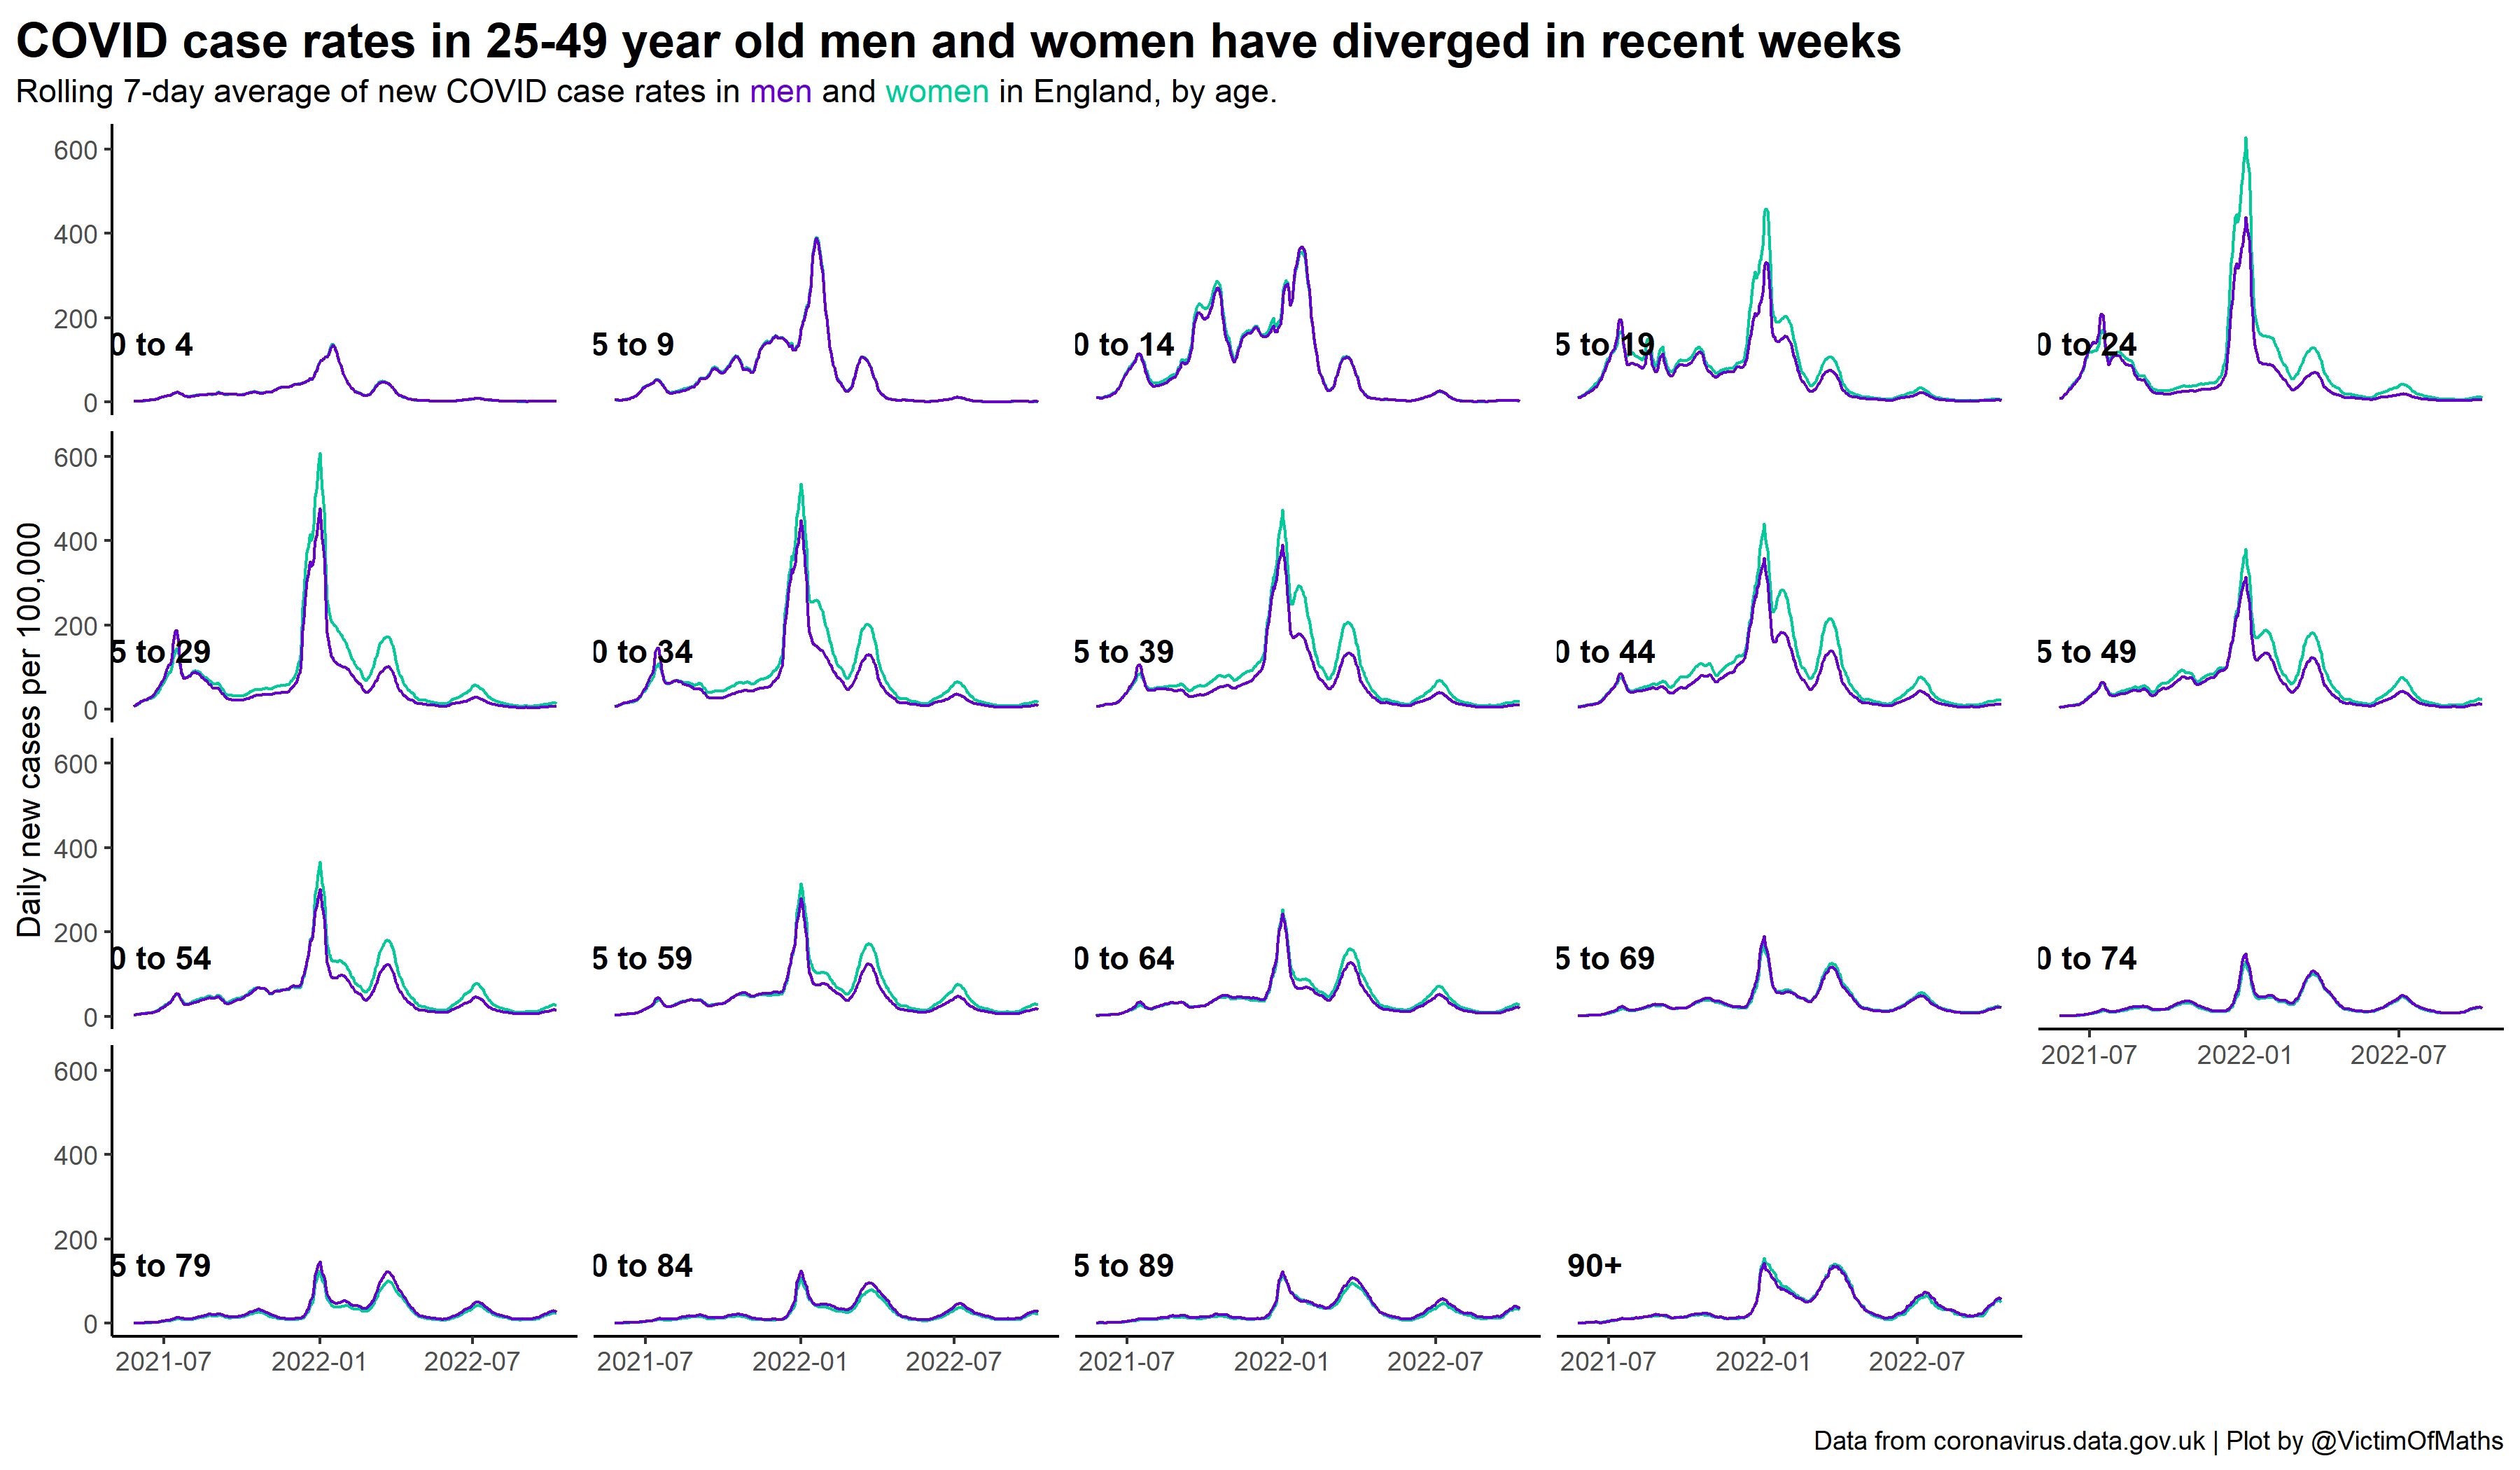 COVID case rates in 25-49 year old men and women have diverged in recent weeks
Rolling 7-day average of new COVID case rates in men and women in England, by age.
Daily new cases per 100,000
600
400
200
0
0 to 4
5 to 9
0 to 14
5 to 19
0 to 24
600
400
200
0
5 to 29
0 to 34
5 to 39
0 to 44
5 to 49
600
400
200
0
0 to 54
5 to 59
0 to 64
5 to 69
0 to 74
2021-07 2022-01 2022-07
600
400
200
0
5 to 79
0 to 84
5 to 89
90+
2021-07 2022-01 2022-07
2021-07 2022-01 2022-07
2021-07 2022-01 2022-07
2021-07 2022-01 2022-07
Data from coronavirus.data.gov.uk | Plot by @VictimOfMaths